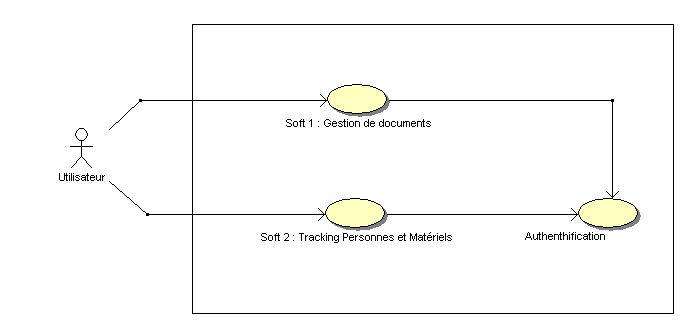 Soft 1 : Gestion de documents
Utilisateur
Soft 2 : Tracking Personnes et Matériels
Authenthification